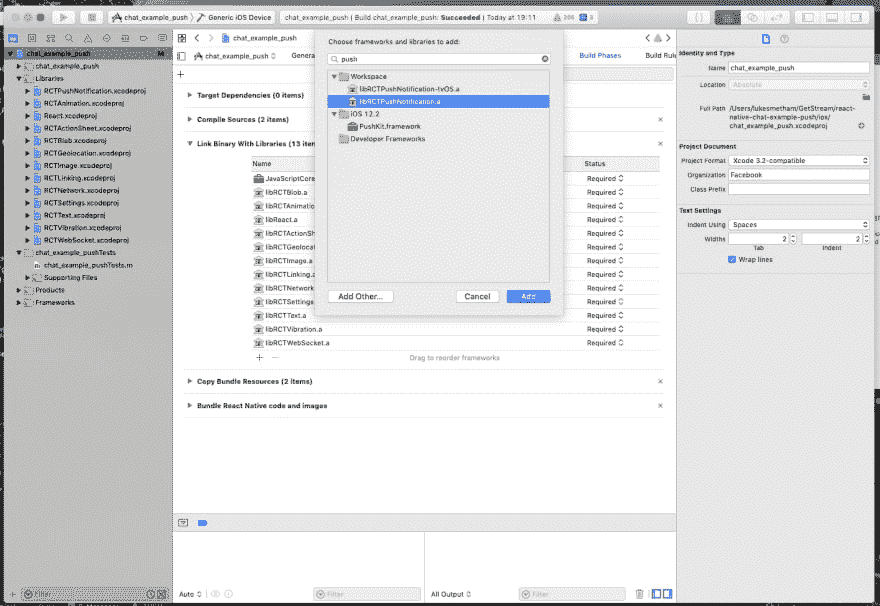 chat_example_push
Generic iOS Device
chat_example_push | Build chat_example_push: Succeeded | Today at 19:11
chat_example_push
M
chat_example_push
Libraries
RCTPushNotification.xcodeproj
RCTAnimation.xcodeproj
React.xcodeproj
RCTActionSheet.xcodeproj
RCTBlob.xcodeproj
RCTGeolocation.xcodeproj
RCTImage.xcodeproj
RCTLinking.xcodeproj
RCTNetwork.xcodeproj
RCTSettings.xcodeproj
RCTText.xcodeproj
RCTVibration.xcodeproj
RCTWebSocket.xcodeproj
chat_example_pushTests
chat_example_pushTests.m
Supporting Files
Products
Frameworks
Filter
chat_example_push
chat_example_push
Genera
Build Phases
Build Rul
Target Dependencies (0 items)
Compile Sources (2 items)
Link Binary With Libraries (13 item
Name
Status
JavaScriptCore
Required
libRCTBlob.a
Required
libRCTAnimatio
Required
libReact.a
Required
libRCTActionSh
Required
libRCTGeolocat
Required
libRCTImage.a
Required
libRCTLinking.a
Required
libRCTNetwork
Required
libRCTSettings
Required
libRCTText.a
Required
libRCTVibration.a
Required
libRCTWebSocket.a
Required
Drag to reorder frameworks
Copy Bundle Resources (2 items)
Bundle React Native code and images
Choose frameworks and libraries to add:
push
Workspace
libRCTPushNotification-tvOS.a
libRCTPushNotification.a
iOS 12.2
PushKit.framework
Developer Frameworks
Add Other...
Cancel
Add
Auto
Filter
All Output
Filter
Identity and Type
Name
chat_example_push
Location
Absolute
Full Path
/Users/lukesmetham/GetStream/react-
native-chat-example-push/ios/
chat_example_push.xcodeproj
Project Document
Project Format
Xcode 3.2-compatible
Organization
Facebook
Class Prefix
Text Settings
Indent Using
Spaces
Widths
2
2
Tab
Indent
Wrap lines